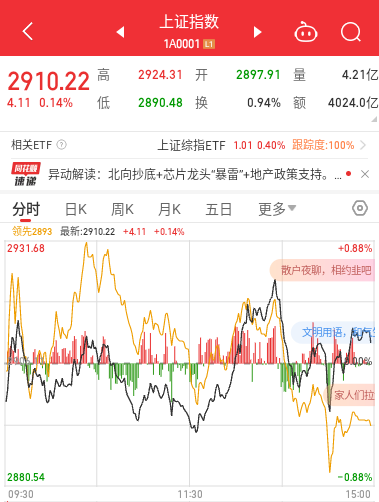 上证指数
1A0001 L1
2910.22 高 2924.31 开 2897.91 量 4.21亿
4.11 0.14% 低 2890.48 换 0.94% 额 4024.0亿
相关ETF ? 上证综指ETF 1.01 0.40% 跟踪度:100%
同花顺 速递 异动解读：北向抄底+芯片龙头“暴雷”+地产政策支持。...
分时 日K 周K 月K 五日 更多
领先2893 最新:2910.22 +4.11 +0.14%
2931.68 +0.88%
散户夜聊，相约韭吧
文明用语，和
家人们拉
2880.54 -0.88%
09:30 11:30 15:00